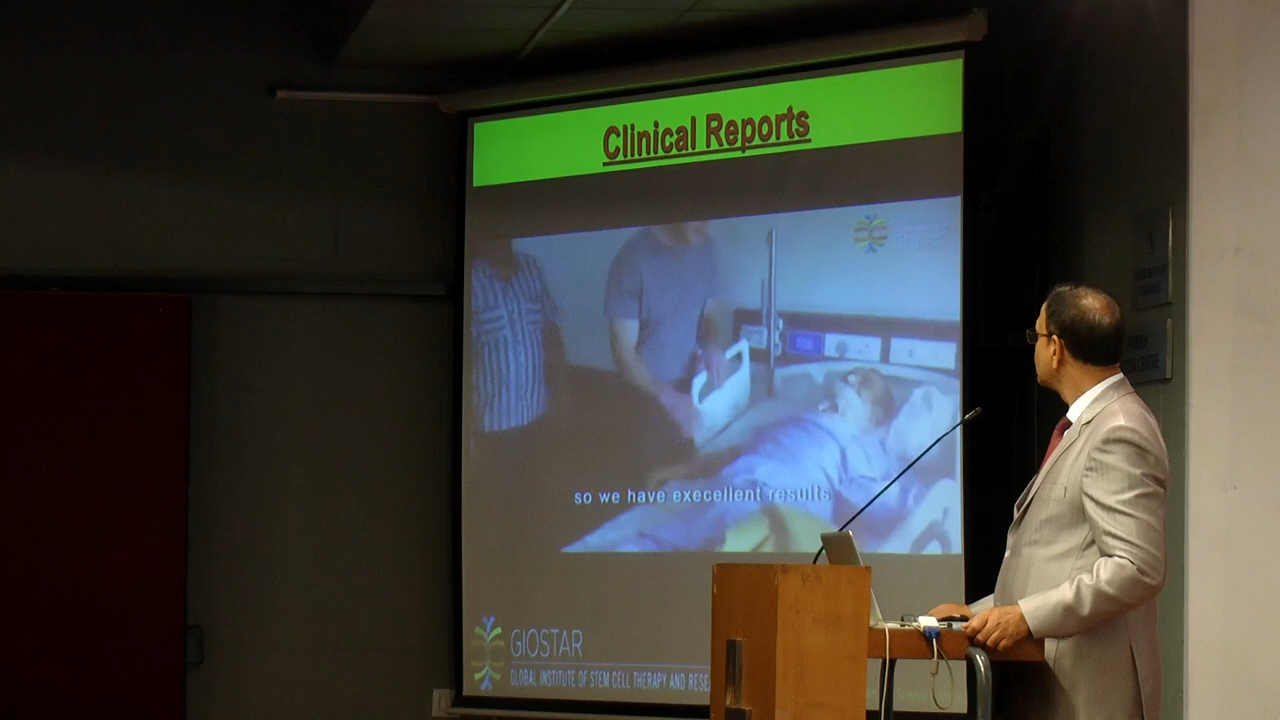 Clinical Reports
so we have execellent results
GIOSTAR
GLOBAL INSTITUTE OF STEM CELL THERAPY AND RESE